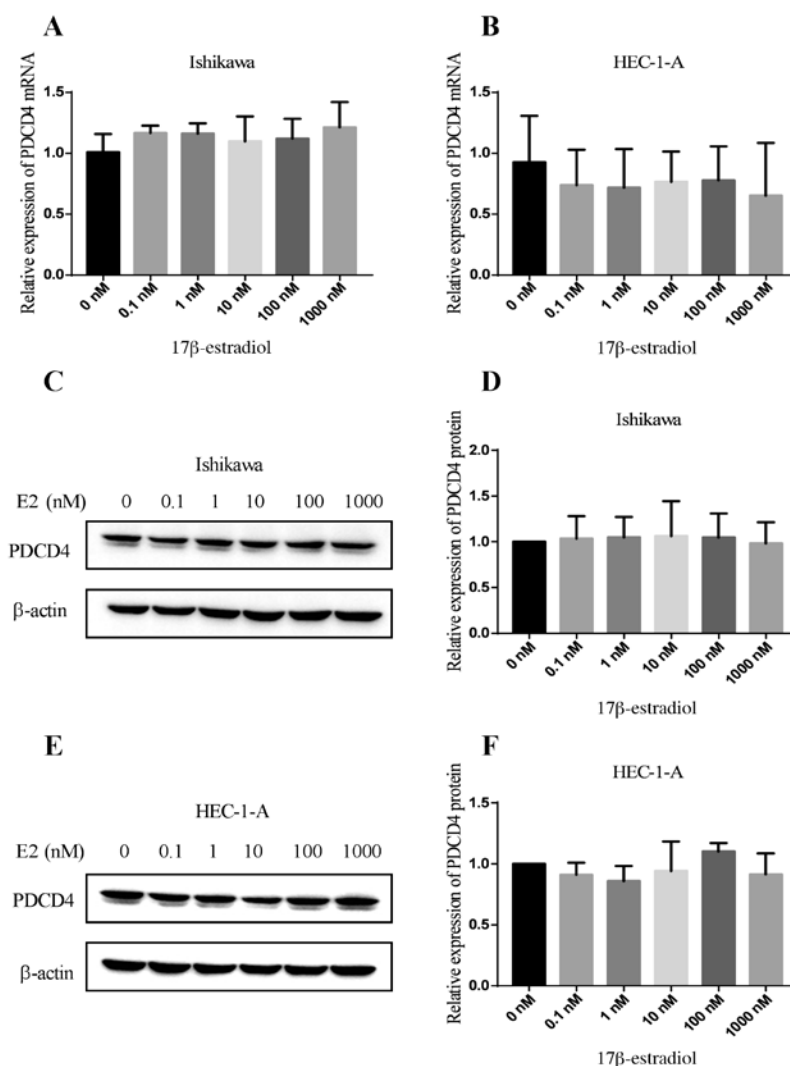 A
Ishikawa
Relative expression of PDCD4 mRNA
1.5
1.0
0.5
0.0
0 nM
0.1 nM
1 nM
10 nM
100 nM
1000 nM
17β-estradiol
B
HEC-1-A
Relative expression of PDCD4 mRNA
1.5
1.0
0.5
0.0
0 nM
0.1 nM
1 nM
10 nM
100 nM
1000 nM
17β-estradiol
C
Ishikawa
E2 (nM) 0 0.1 1 10 100 1000
PDCD4
β-actin
D
Ishikawa
Relative expression of PDCD4 protein
2.0
1.5
1.0
0.5
0.0
0 nM
0.1 nM
1 nM
10 nM
100 nM
1000 nM
17β-estradiol
E
HEC-1-A
E2 (nM) 0 0.1 1 10 100 1000
PDCD4
β-actin
F
HEC-1-A
Relative expression of PDCD4 protein
1.5
1.0
0.5
0.0
0 nM
0.1 nM
1 nM
10 nM
100 nM
1000 nM
17β-estradiol